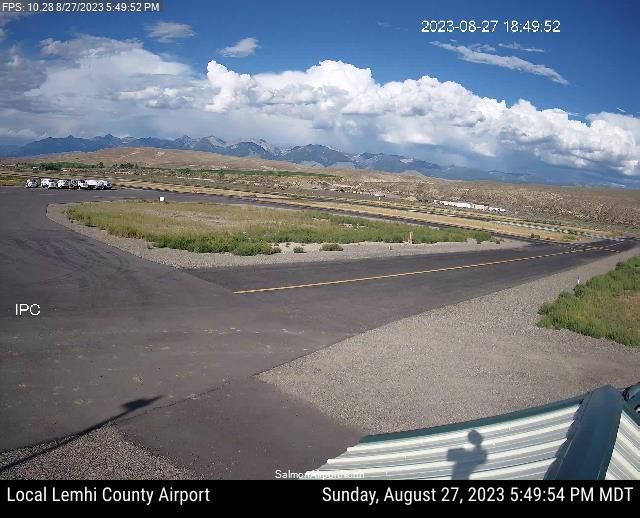 FPS: 10.28 8/27/2023 5:49:52 PM
2023-08-27 18:49:52
IPC
Local Lemhi County Airport
Sunday, August 27, 2023 5:49:54 PM MDT